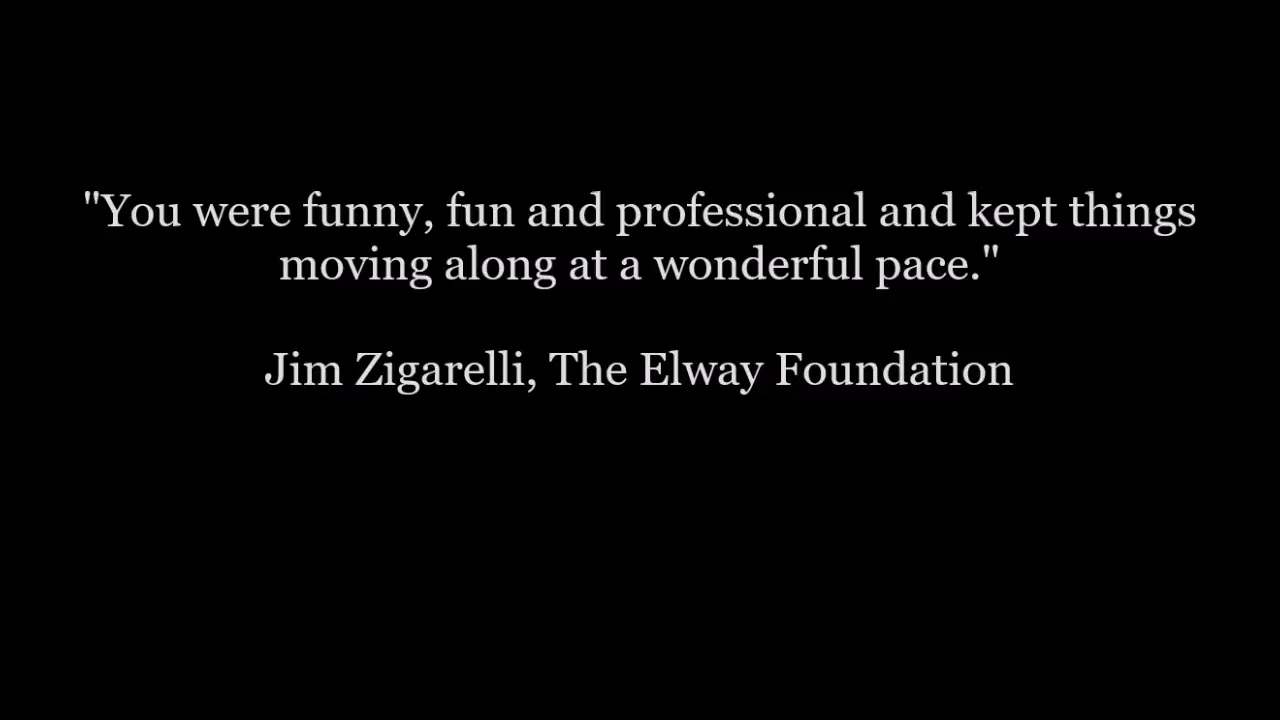 "You were funny, fun and professional and kept things
moving along at a wonderful pace."
Jim Zigarelli, The Elway Foundation